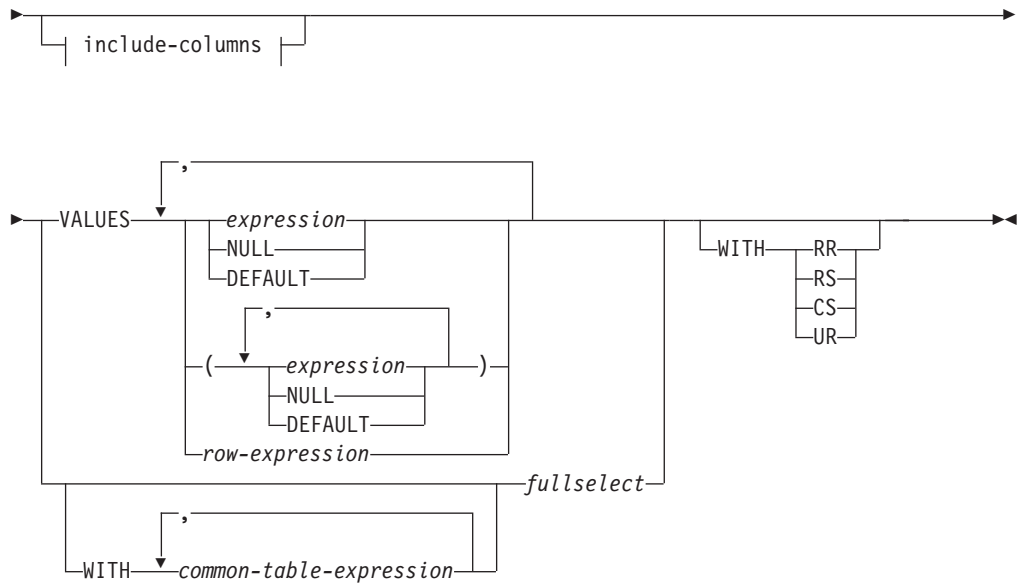 include-columns
,
VALUES expression
NULL WITH RR
DEFAULT RS
, CS
( expression ) UR
NULL
DEFAULT
row-expression
fullselect
,
WITH common-table-expression